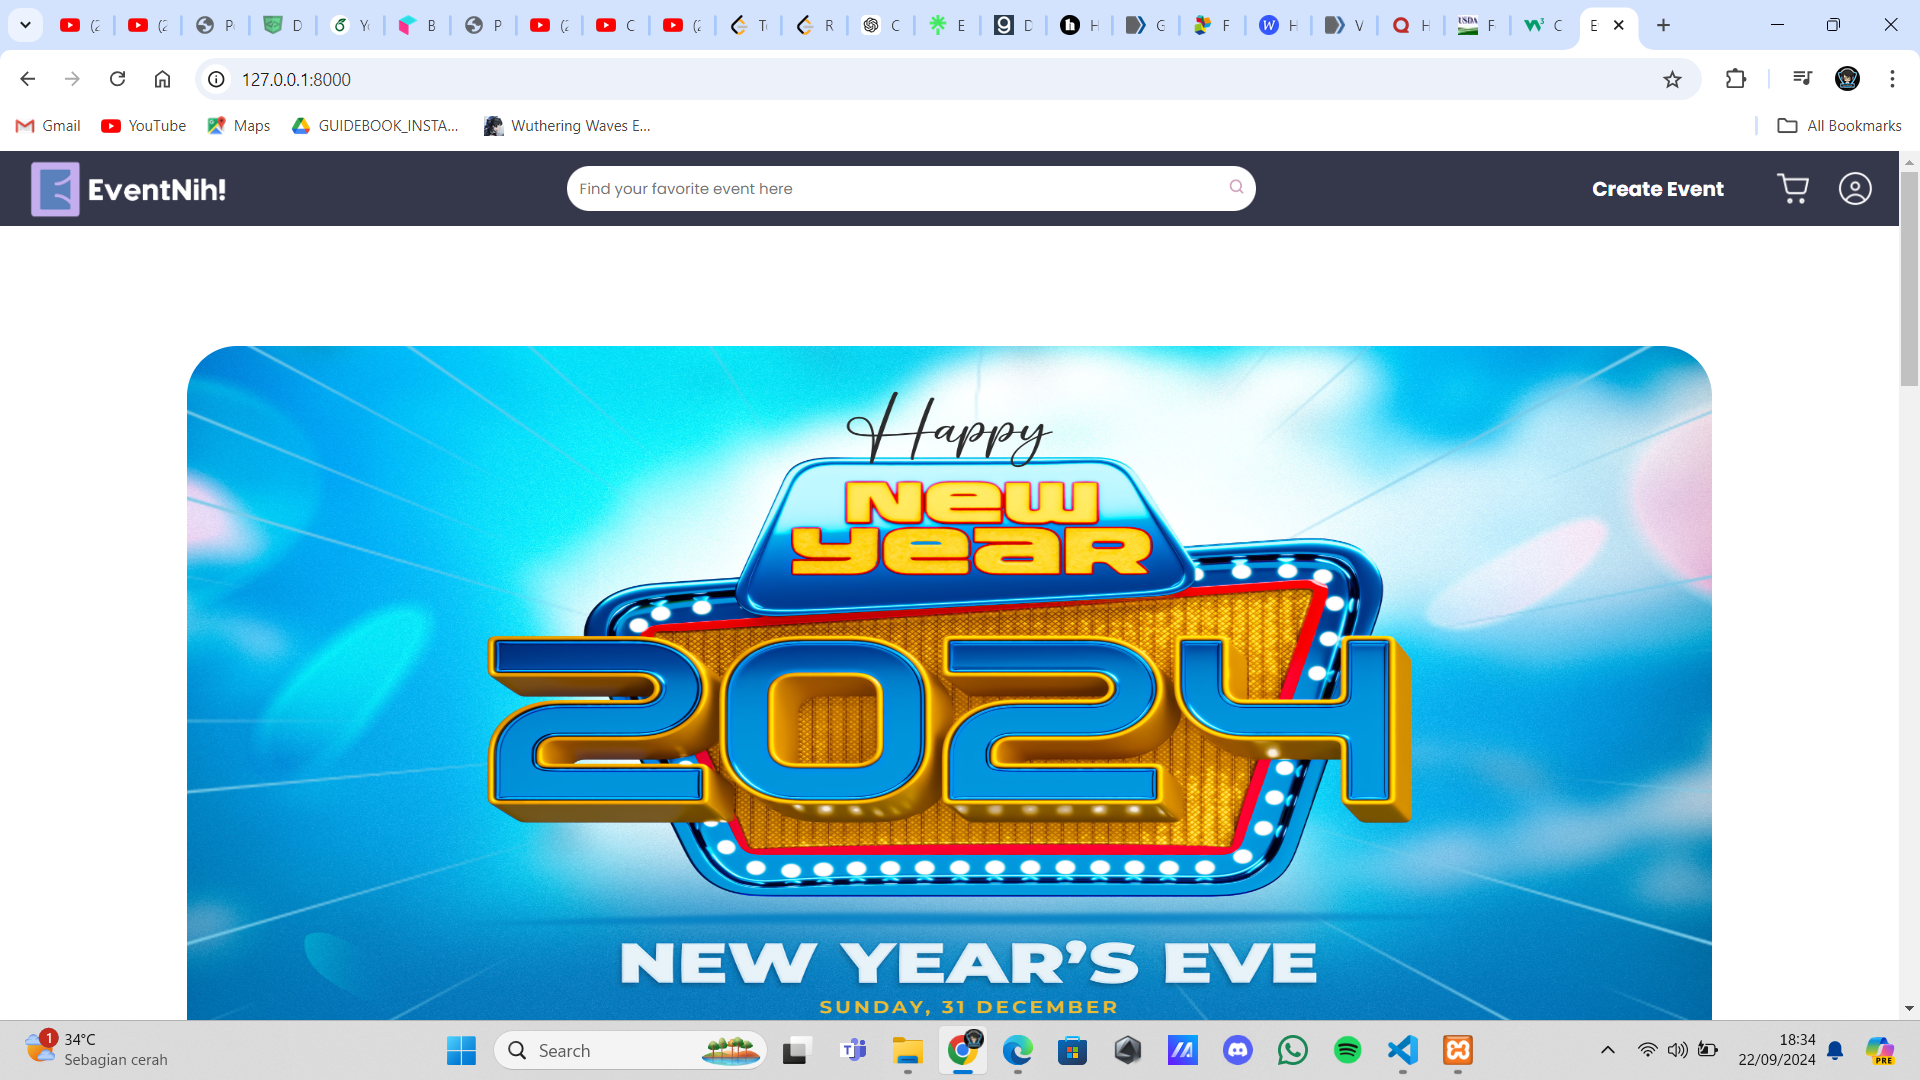 127.0.0.1:8000
Gmail
YouTube
Maps
GUIDEBOOK_INSTA...
Wuthering Waves E...
All Bookmarks
EventNih!
Find your favorite event here
Create Event
Happy
New
Year
2024
NEW YEAR'S EVE
SUNDAY, 31 DECEMBER
1
34°C
Sebagian cerah
Search
PRE
18:34
22/09/2024